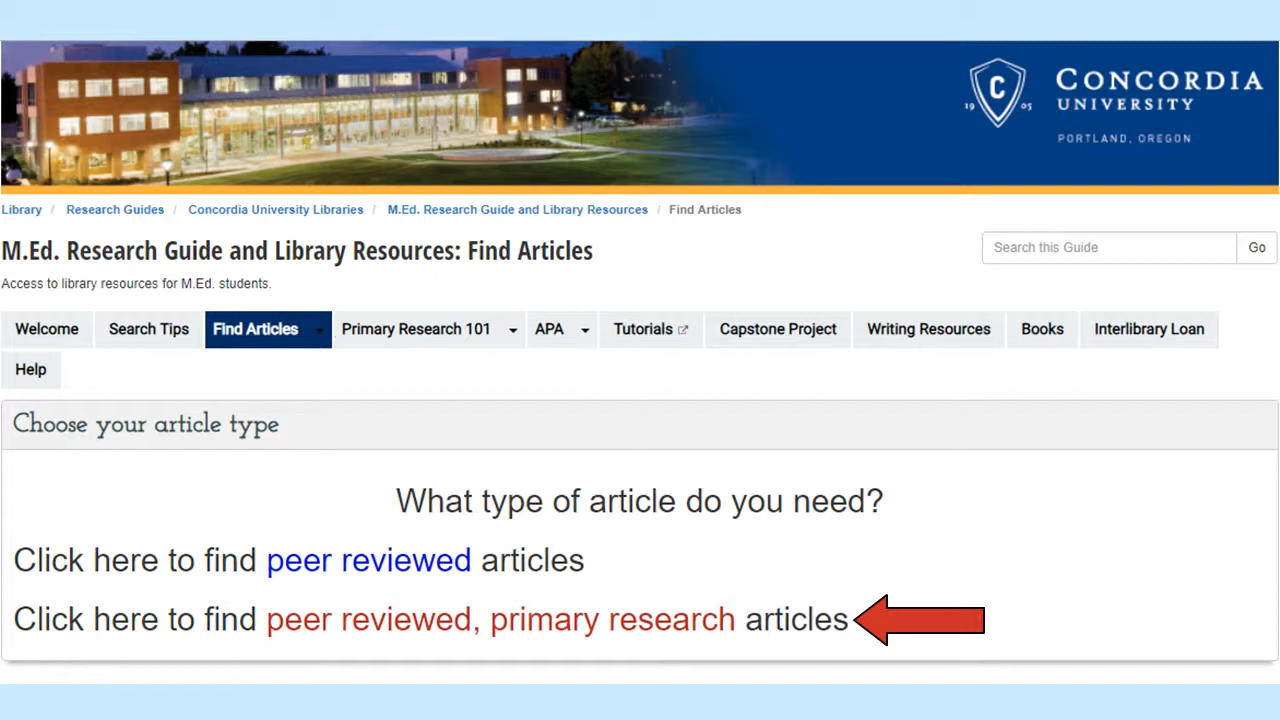 C
19 05
CONCORDIA
UNIVERSITY
PORTLAND, OREGON
Library / Research Guides / Concordia University Libraries / M.Ed. Research Guide and Library Resources / Find Articles
M.Ed. Research Guide and Library Resources: Find Articles
Search this Guide Go
Access to library resources for M.Ed. students.
Welcome Search Tips Find Articles Primary Research 101 APA Tutorials Capstone Project Writing Resources Books Interlibrary Loan
Help
Choose your article type
What type of article do you need?
Click here to find peer reviewed articles
Click here to find peer reviewed, primary research articles